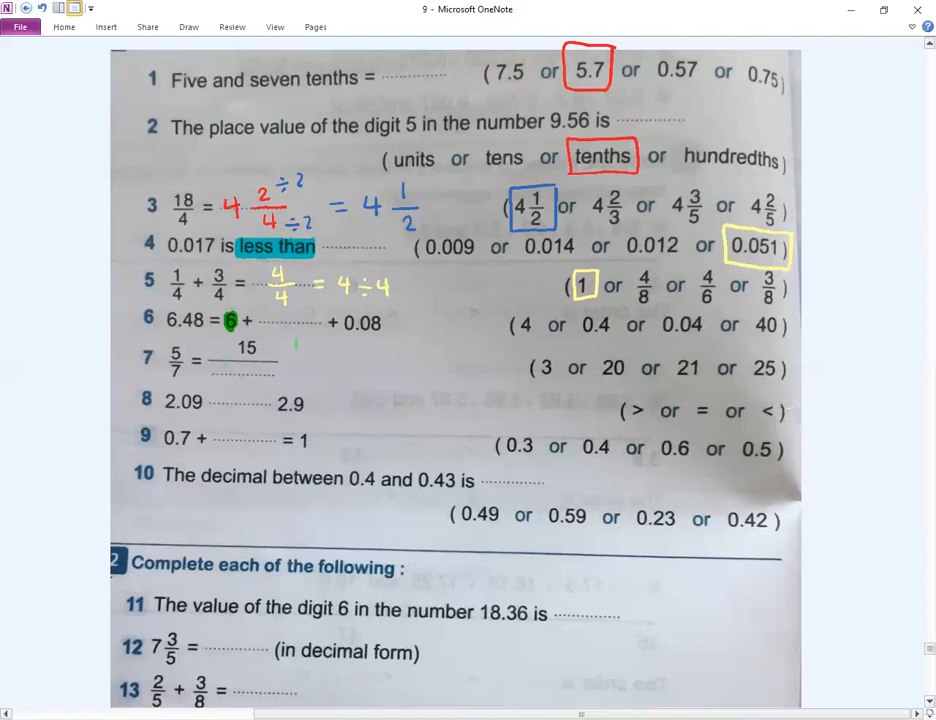 9 - Microsoft OneNote
File Home Insert Share History Draw Review View Pages
1 Five and seven tenths = ............ ( 7.5 or 5.7 or 0.57 or 0.75 )
2 The place value of the digit 5 in the number 9.56 is ............
( units or tens or tenths or hundredths )
3 18/4 = 4 2/4 ÷2 ÷2 = 4 1/2 ( 4 1/2 or 4 2/3 or 4 3/5 or 4 2/5 )
4 0.017 is less than ............ ( 0.009 or 0.014 or 0.012 or 0.051 )
5 1/4 + 3/4 = 4/4 = 4 ÷ 4 ( 1 or 4/8 or 4/6 or 3/8 )
6 6.48 = 6 + ............ + 0.08 ( 4 or 0.4 or 0.04 or 40 )
7 5/7 = 15/............ ( 3 or 20 or 21 or 25 )
8 2.09 ............ 2.9 ( > or = or < )
9 0.7 + ............ = 1 ( 0.3 or 0.4 or 0.6 or 0.5 )
10 The decimal between 0.4 and 0.43 is ............
( 0.49 or 0.59 or 0.23 or 0.42 )
2 Complete each of the following :
11 The value of the digit 6 in the number 18.36 is ............
12 7 3/5 = ............ (in decimal form)
13 2/5 + 3/8 = ............